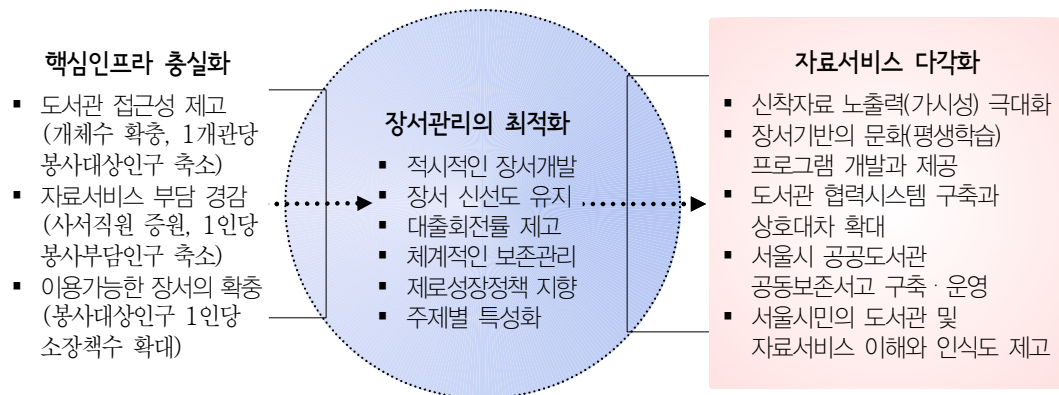 핵심인프라 충실화
▪ 도서관 접근성 제고
(개체수 확충, 1개관당
봉사대상인구 축소)
▪ 자료서비스 부담 경감
(사서직원 증원, 1인당
봉사부담인구 축소)
▪ 이용가능한 장서의 확충
(봉사대상인구 1인당
소장책수 확대)
장서관리의 최적화
▪ 적시적인 장서개발
▪ 장서 신선도 유지
▪ 대출회전률 제고
▪ 체계적인 보존관리
▪ 제로성장정책 지향
▪ 주제별 특성화
자료서비스 다각화
▪ 신착자료 노출력(가시성) 극대화
▪ 장서기반의 문화(평생학습)
프로그램 개발과 제공
▪ 도서관 협력시스템 구축과
상호대차 확대
▪ 서울시 공공도서관
공동보존서고 구축 · 운영
▪ 서울시민의 도서관 및
자료서비스 이해와 인식도 제고